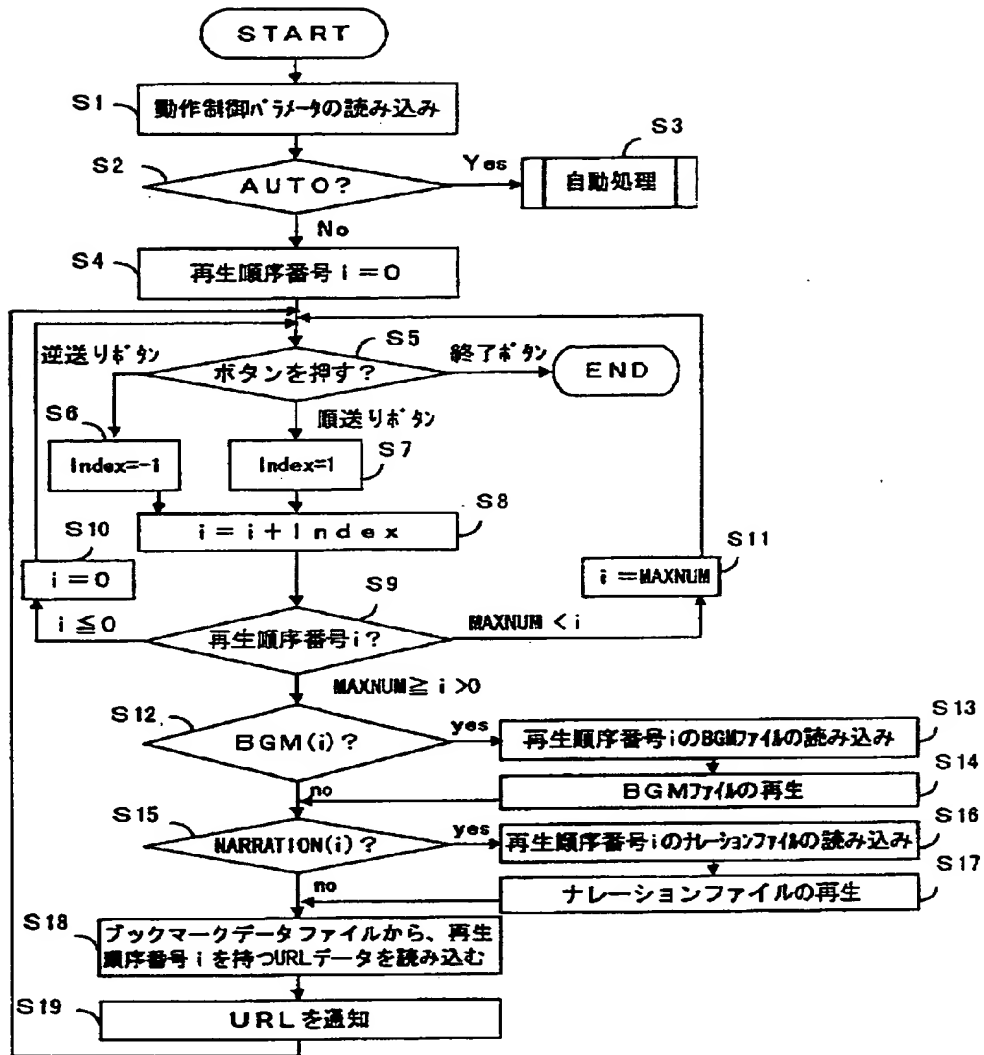 START
S1
動作制御パラメータの読み込み
S2
AUTO?
Yes
S3
自動処理
No
S4
再生順序番号i=0
逆送りボタン
S5
ボタンを押す?
終了ボタン
END
順送りボタン
S6
Index=-1
Index=1
S7
S8
i=i+Index
S10
i=0
S11
i=MAXNUM
S9
i≦0
再生順序番号i?
MAXNUM<i
MAXNUM≧i>0
S12
BGM(i)?
yes
S13
再生順序番号iのBGMファイルの読み込み
S14
BGMファイルの再生
no
S15
NARRATION(i)?
yes
S16
再生順序番号iのナレーションファイルの読み込み
S17
ナレーションファイルの再生
no
S18
ブックマークデータファイルから、再生
順序番号iを持つURLデータを読み込む
S19
URLを通知